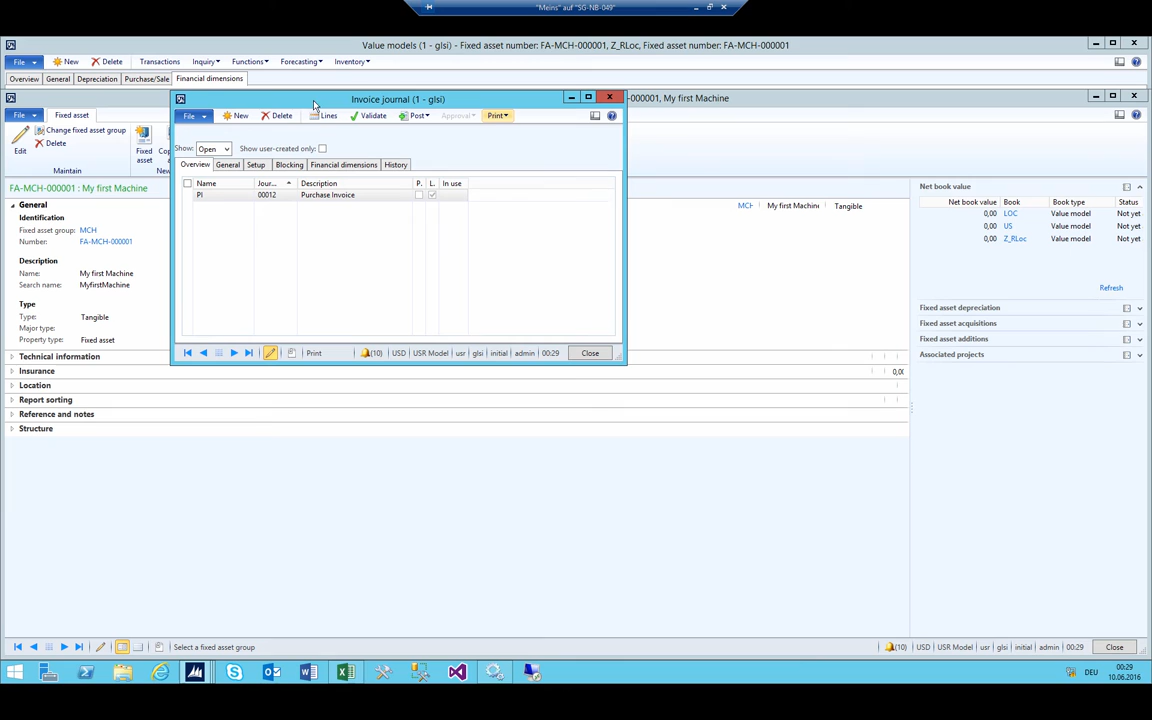 "Meins" auf "SG-NB-049"
Value models (1 - glsi) - Fixed asset number: FA-MCH-000001, Z_RLoc, Fixed asset number: FA-MCH-000001
File New Delete Transactions Inquiry Functions Forecasting Inventory
Overview General Depreciation Purchase/Sale Financial dimensions
Invoice journal (1 - glsi)
-000001, My first Machine
File Fixed asset
File New Delete Lines Validate Post Approval Print
Edit
Change fixed asset group
Delete
Fixed asset
Maintain
Show: Open Show user-created only:
Overview General Setup Blocking Financial dimensions History
Name Jour... Description P. L. In use
PI 00012 Purchase Invoice
Print (10) USD USR Model usr glsi initial admin 00:29 Close
FA-MCH-000001 : My first Machine
General
Identification
Fixed asset group: MCH
Number: FA-MCH-000001
Description
Name: My first Machine
Search name: MyfirstMachine
Type
Type: Tangible
Major type:
Property type: Fixed asset
MCH My first Machine Tangible
Technical information
Insurance 0,00
Location
Report sorting
Reference and notes
Structure
Net book value
Net book value Book Book type Status
0,00 LOC Value model Not yet
0,00 US Value model Not yet
0,00 Z_RLoc Value model Not yet
Refresh
Fixed asset depreciation
Fixed asset acquisitions
Fixed asset additions
Associated projects
Select a fixed asset group (10) USD USR Model usr glsi initial admin 00:29 Close
DEU
00:29
10.06.2016